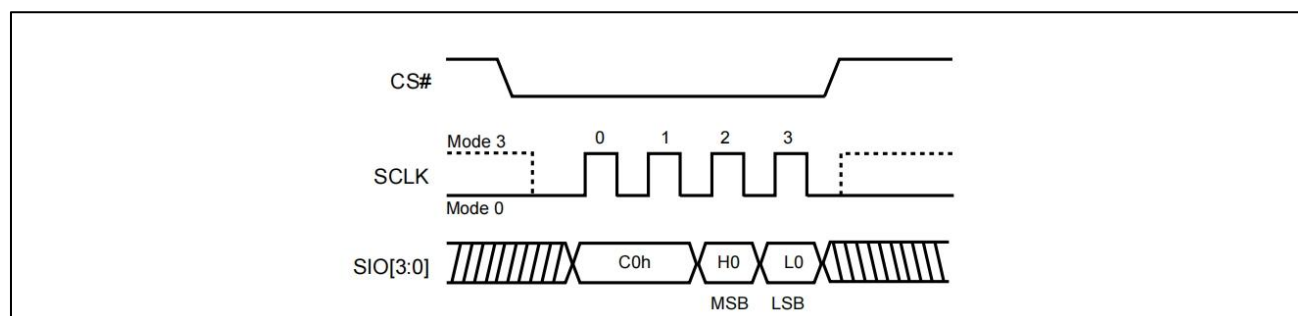 CS#
Mode 3
0 1 2 3
SCLK
Mode 0
SIO[3:0]
C0h H0 L0
MSB LSB